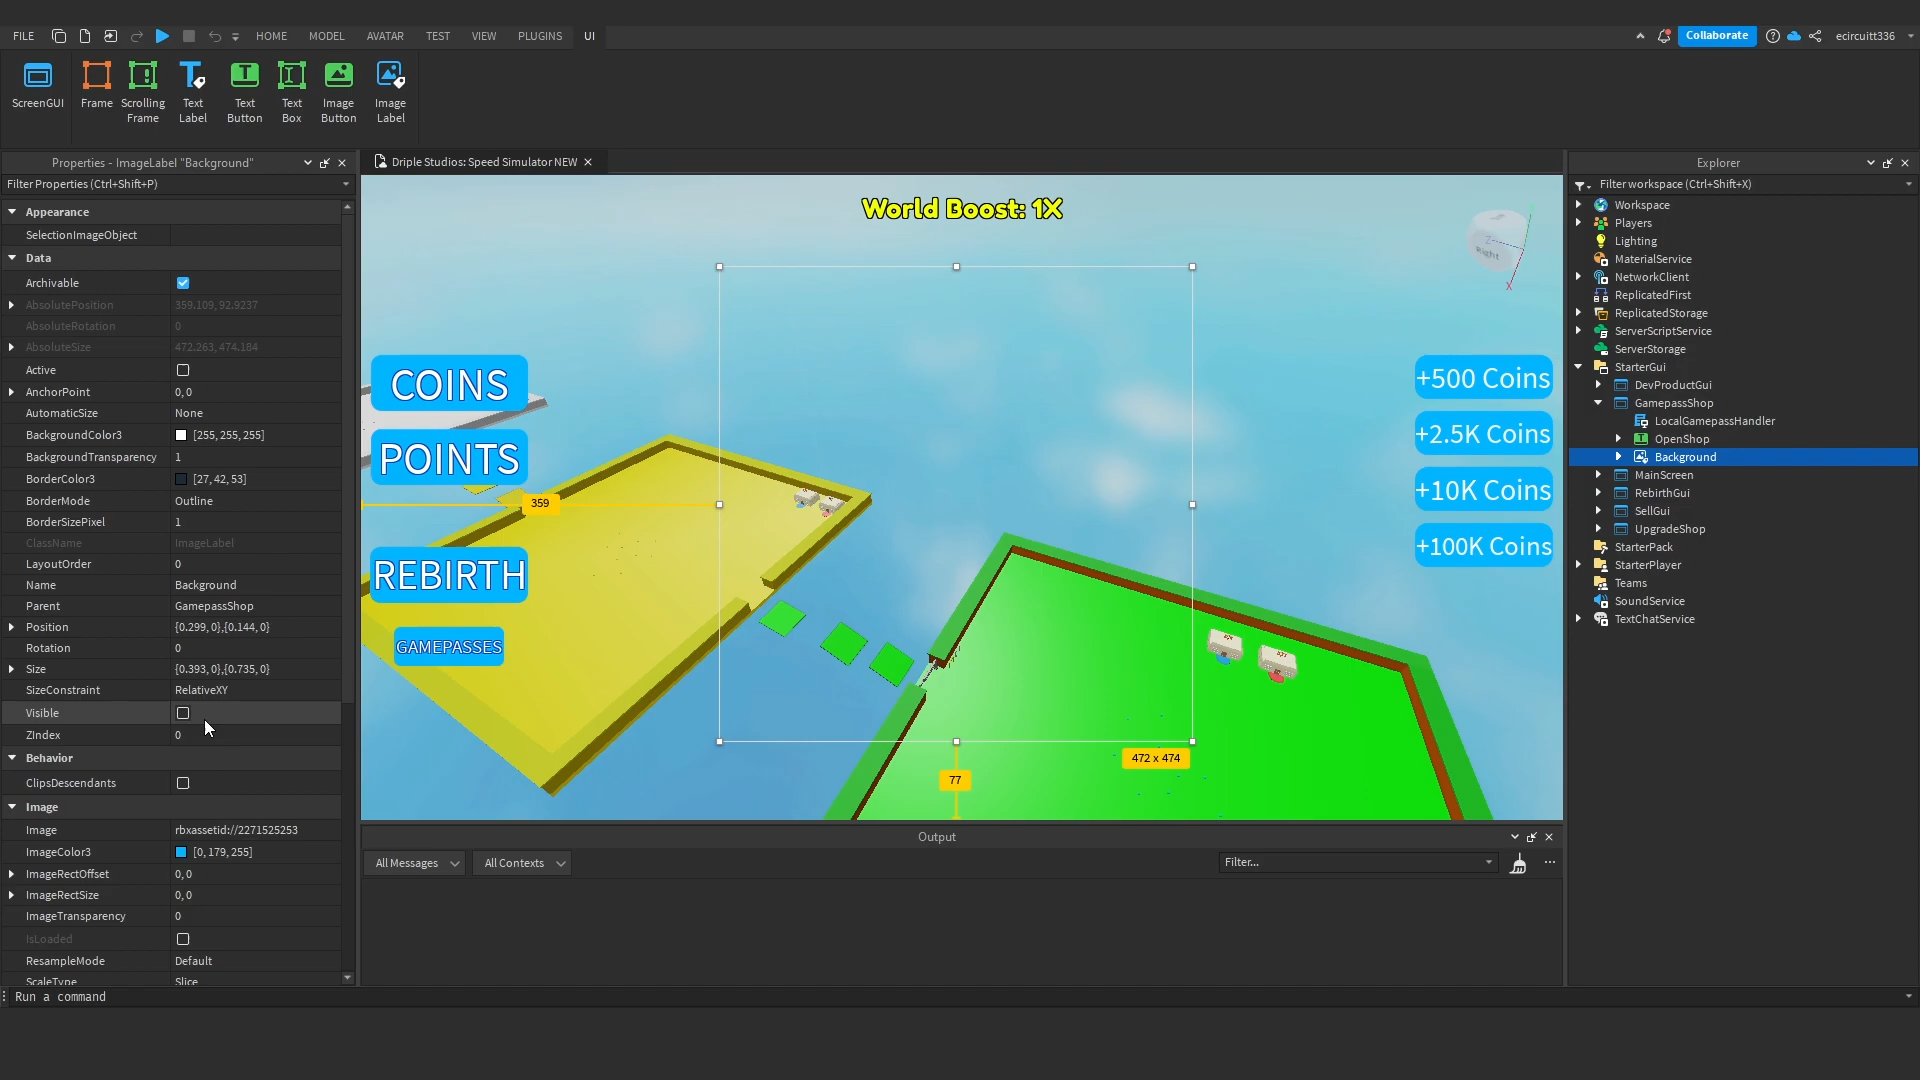 FILE HOME MODEL AVATAR TEST VIEW PLUGINS UI Collaborate ecircuitt336
ScreenGUI Frame Scrolling Frame Text Label Text Button Text Box Image Button Image Label
Properties - ImageLabel "Background"
Filter Properties (Ctrl+Shift+P)
Appearance
SelectionImageObject
Data
Archivable
AbsolutePosition 359.109, 92.9237
AbsoluteRotation 0
AbsoluteSize 472.263, 474.184
Active
AnchorPoint 0, 0
AutomaticSize None
BackgroundColor3 [255, 255, 255]
BackgroundTransparency 1
BorderColor3 [27, 42, 53]
BorderMode Outline
BorderSizePixel 1
ClassName ImageLabel
LayoutOrder 0
Name Background
Parent GamepassShop
Position {0.299, 0},{0.144, 0}
Rotation 0
Size {0.393, 0},{0.735, 0}
SizeConstraint RelativeXY
Visible
ZIndex 0
Behavior
ClipsDescendants
Image
Image rbxassetid://2271525253
ImageColor3 [0, 179, 255]
ImageRectOffset 0, 0
ImageRectSize 0, 0
ImageTransparency 0
IsLoaded
ResampleMode Default
ScaleType Slice
Driple Studios: Speed Simulator NEW
World Boost: 1X
Z Right
X
COINS
POINTS
359
REBIRTH
GAMEPASSES
+500 Coins
+2.5K Coins
+10K Coins
+100K Coins
472 x 474
77
Output
All Messages All Contexts Filter...
Explorer
Filter workspace (Ctrl+Shift+X)
Workspace
Players
Lighting
MaterialService
NetworkClient
ReplicatedFirst
ReplicatedStorage
ServerScriptService
ServerStorage
StarterGui
DevProductGui
GamepassShop
LocalGamepassHandler
OpenShop
Background
MainScreen
RebirthGui
SellGui
UpgradeShop
StarterPack
StarterPlayer
Teams
SoundService
TextChatService
Run a command